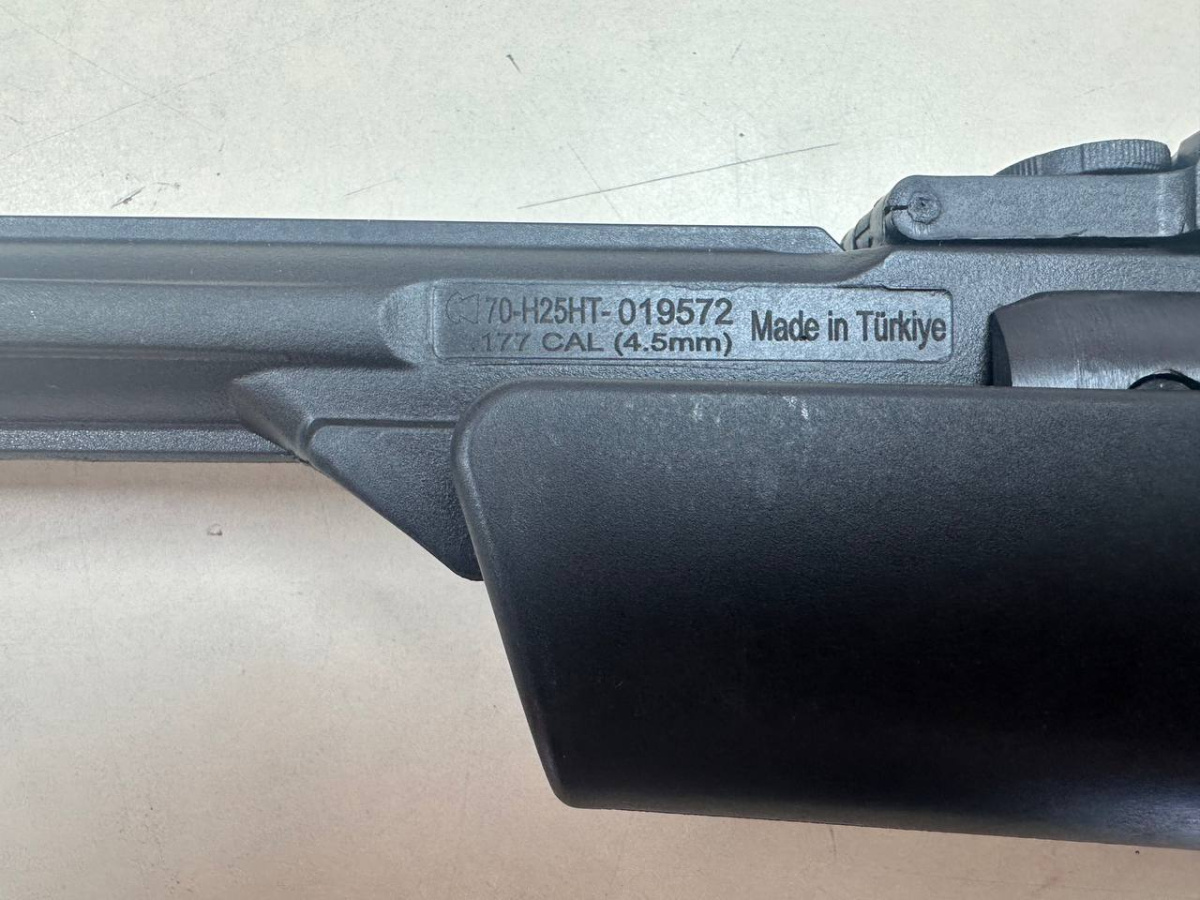 70-H25HT-019572
177 CAL (4.5mm)
Made in Türkiye